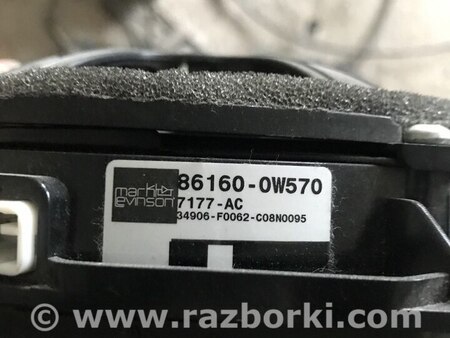 mark
levinson
86160-0W570
7177-AC
34906-F0062-C08N0095
© www.razborki.com